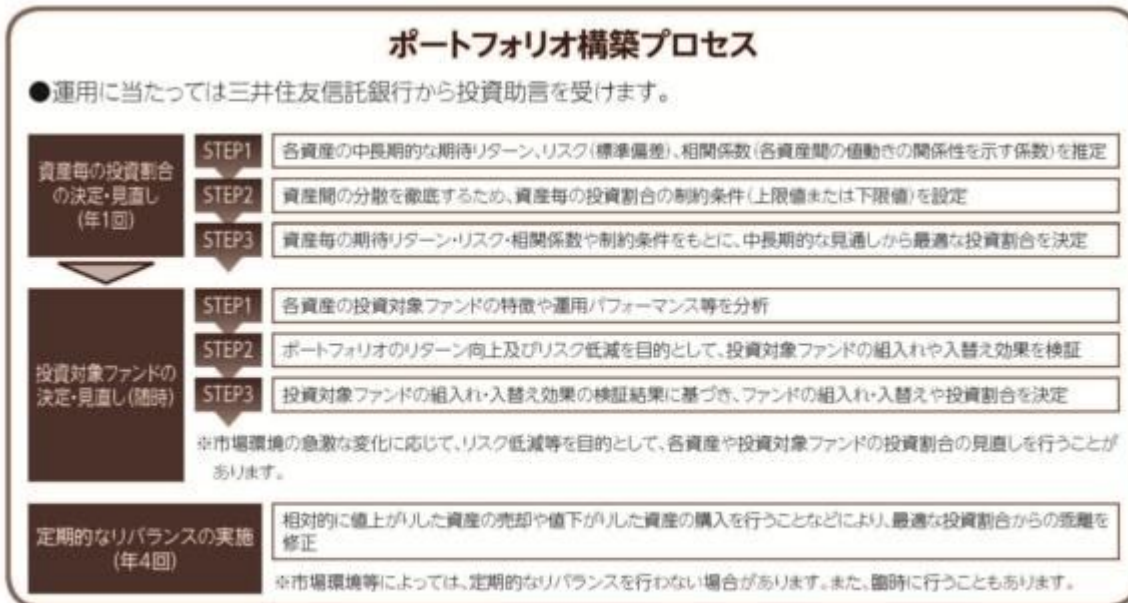 ポートフォリオ構築プロセス
●運用に当たっては三井住友信託銀行から投資助言を受けます。
資産毎の投資割合
の決定・見直し
(年1回)
STEP1
各資産の中長期的な期待リターン、リスク(標準偏差)、相関係数(各資産間の値動きの関係性を示す係数)を推定
STEP2
資産間の分散を徹底するため、資産毎の投資割合の制約条件(上限値または下限値)を設定
STEP3
資産毎の期待リターン・リスク・相関係数や制約条件をもとに、中長期的な見通しから最適な投資割合を決定
投資対象ファンドの
決定・見直し(随時)
STEP1
各資産の投資対象ファンドの特徴や運用パフォーマンス等を分析
STEP2
ポートフォリオのリターン向上及びリスク低減を目的として、投資対象ファンドの組入れや入替え効果を検証
STEP3
投資対象ファンドの組入れ・入替え効果の検証結果に基づき、ファンドの組入れ・入替えや投資割合を決定
※市場環境の急激な変化に応じて、リスク低減等を目的として、各資産や投資対象ファンドの投資割合の見直しを行うことが
あります。
定期的なリバランスの実施
(年4回)
相対的に値上がりした資産の売却や値下がりした資産の購入を行うことなどにより、最適な投資割合からの乖離を
修正
※市場環境等によっては、定期的なリバランスを行わない場合があります。また、臨時に行うこともあります。